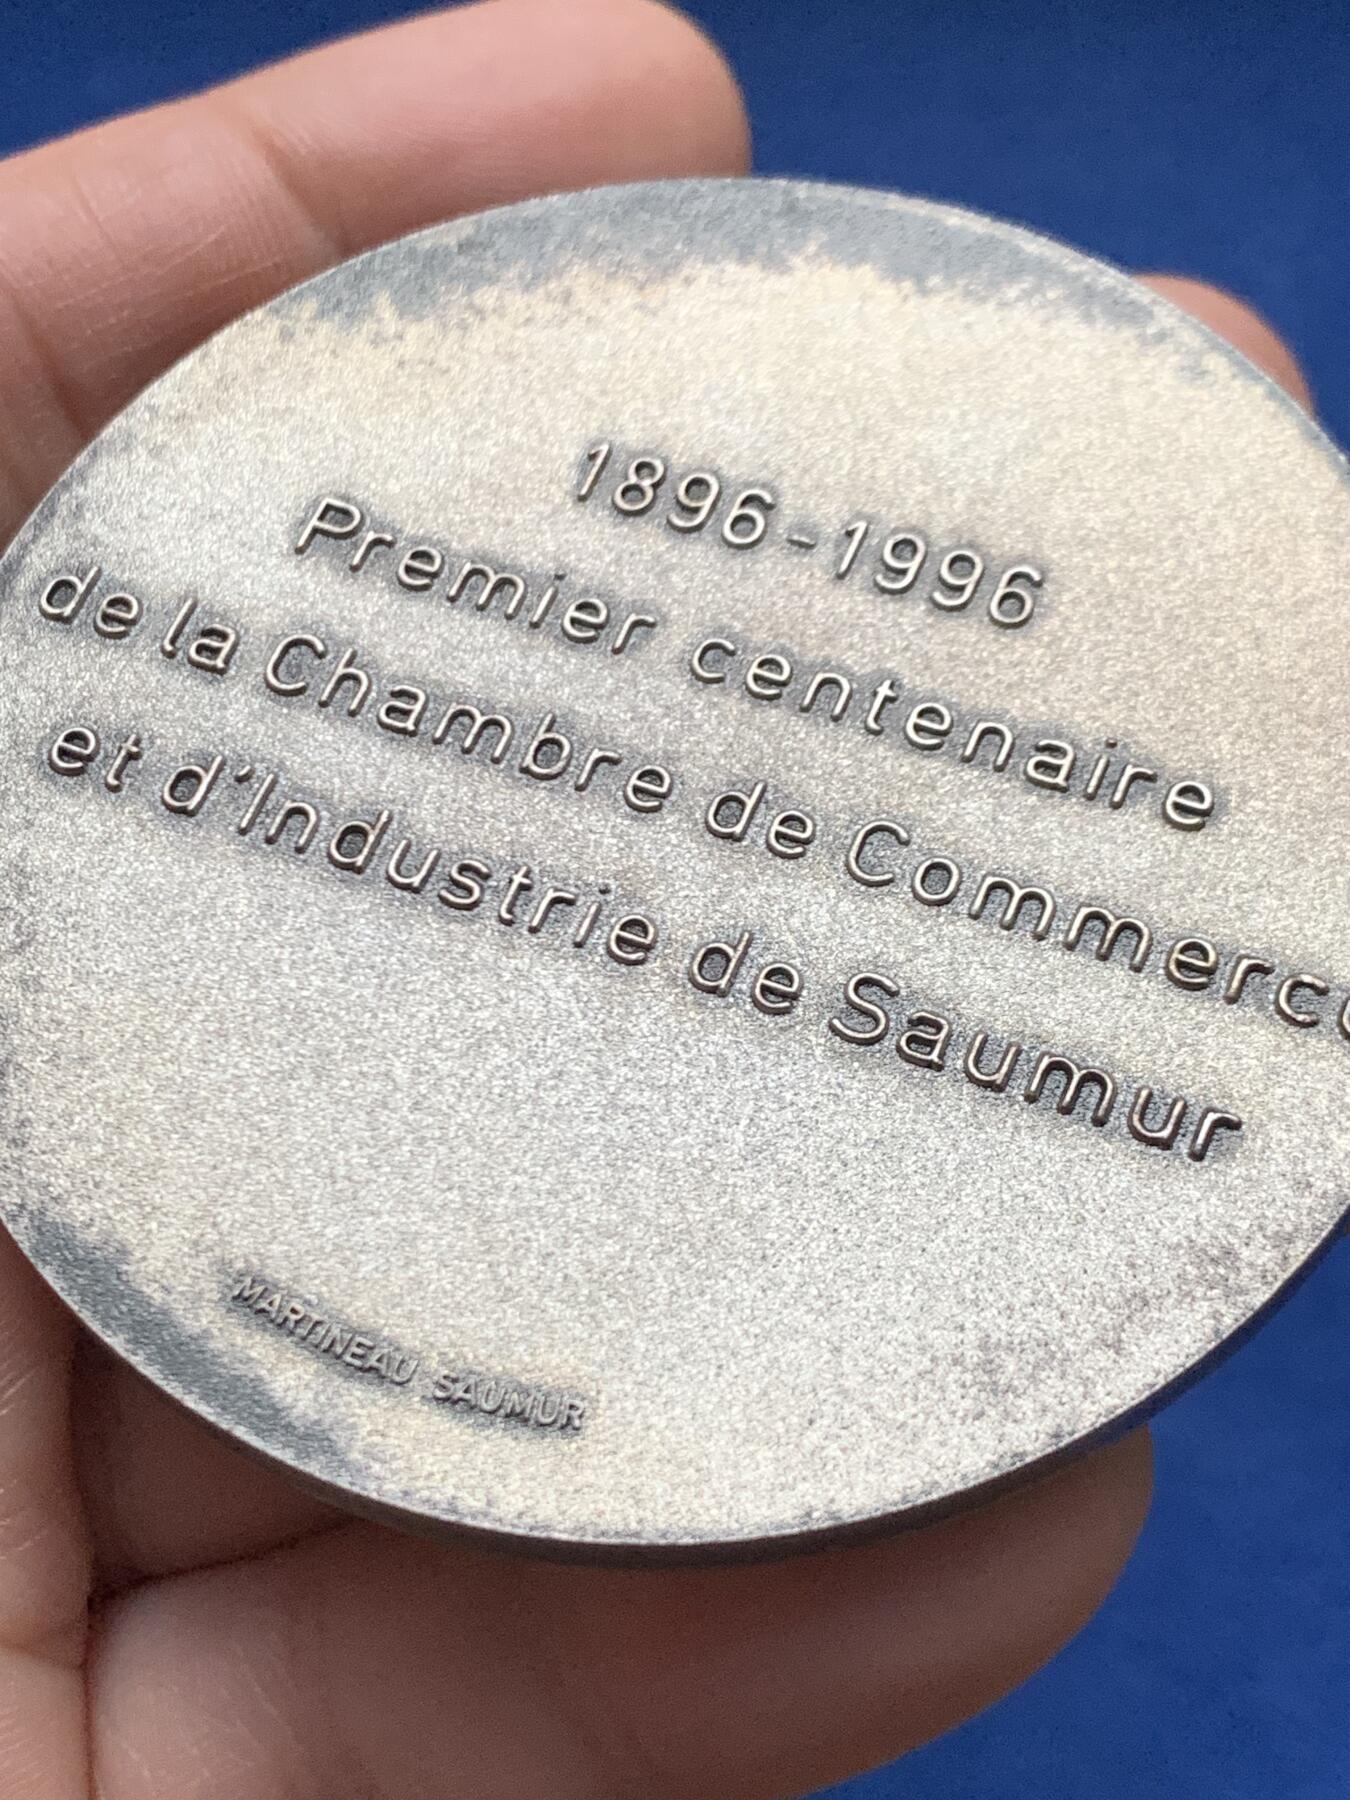 1896-1996
Premier centenaire
de la Chambre de Commerce
et d'Industrie de Saumur
MARTINEAU SAUMUR